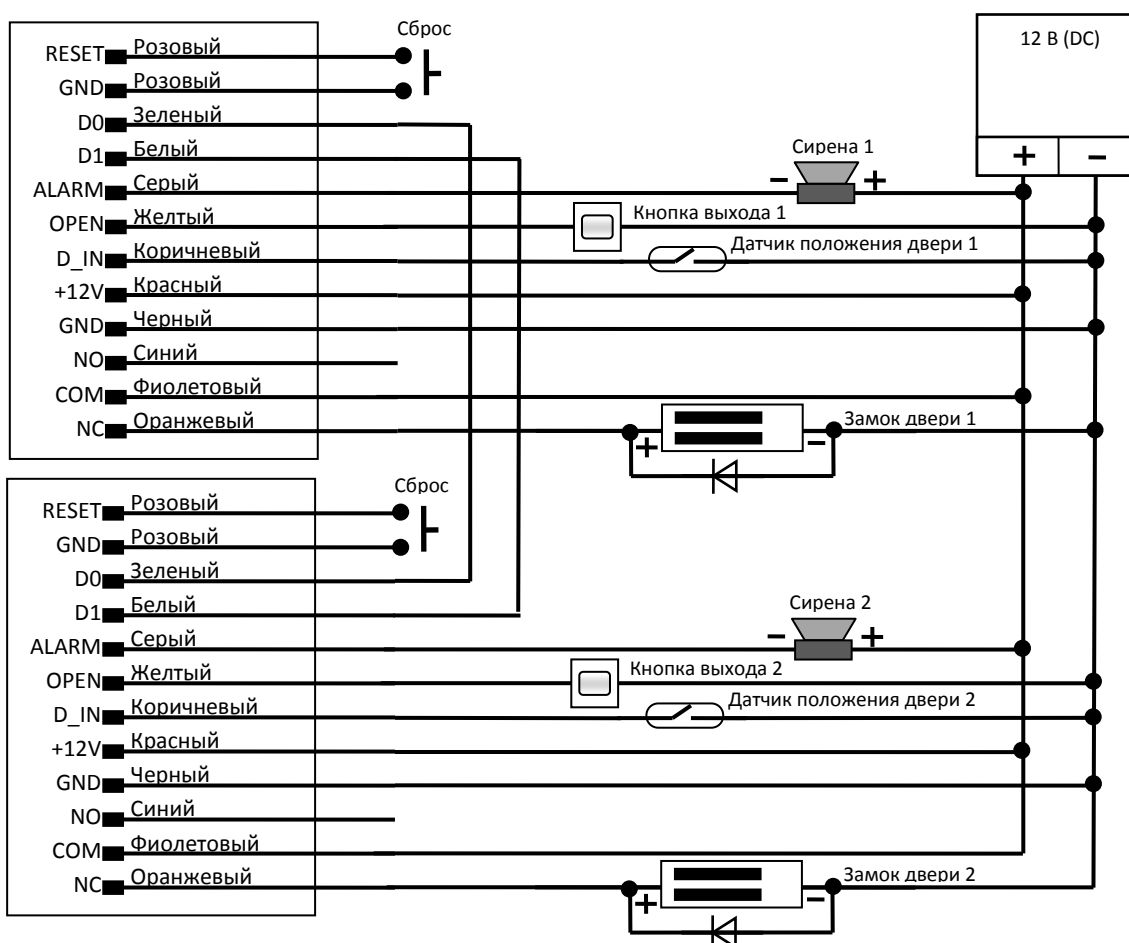 12 В (DC)
+ –
Сброс
RESET Розовый
GND Розовый
D0 Зеленый
D1 Белый
Сирена 1
ALARM Серый – +
OPEN Желтый Кнопка выхода 1
D_IN Коричневый Датчик положения двери 1
+12V Красный
GND Черный
NO Синий
COM Фиолетовый
NC Оранжевый Замок двери 1
+ –
Сброс
RESET Розовый
GND Розовый
D0 Зеленый
D1 Белый
Сирена 2
ALARM Серый – +
OPEN Желтый Кнопка выхода 2
D_IN Коричневый Датчик положения двери 2
+12V Красный
GND Черный
NO Синий
COM Фиолетовый
NC Оранжевый Замок двери 2
+ –